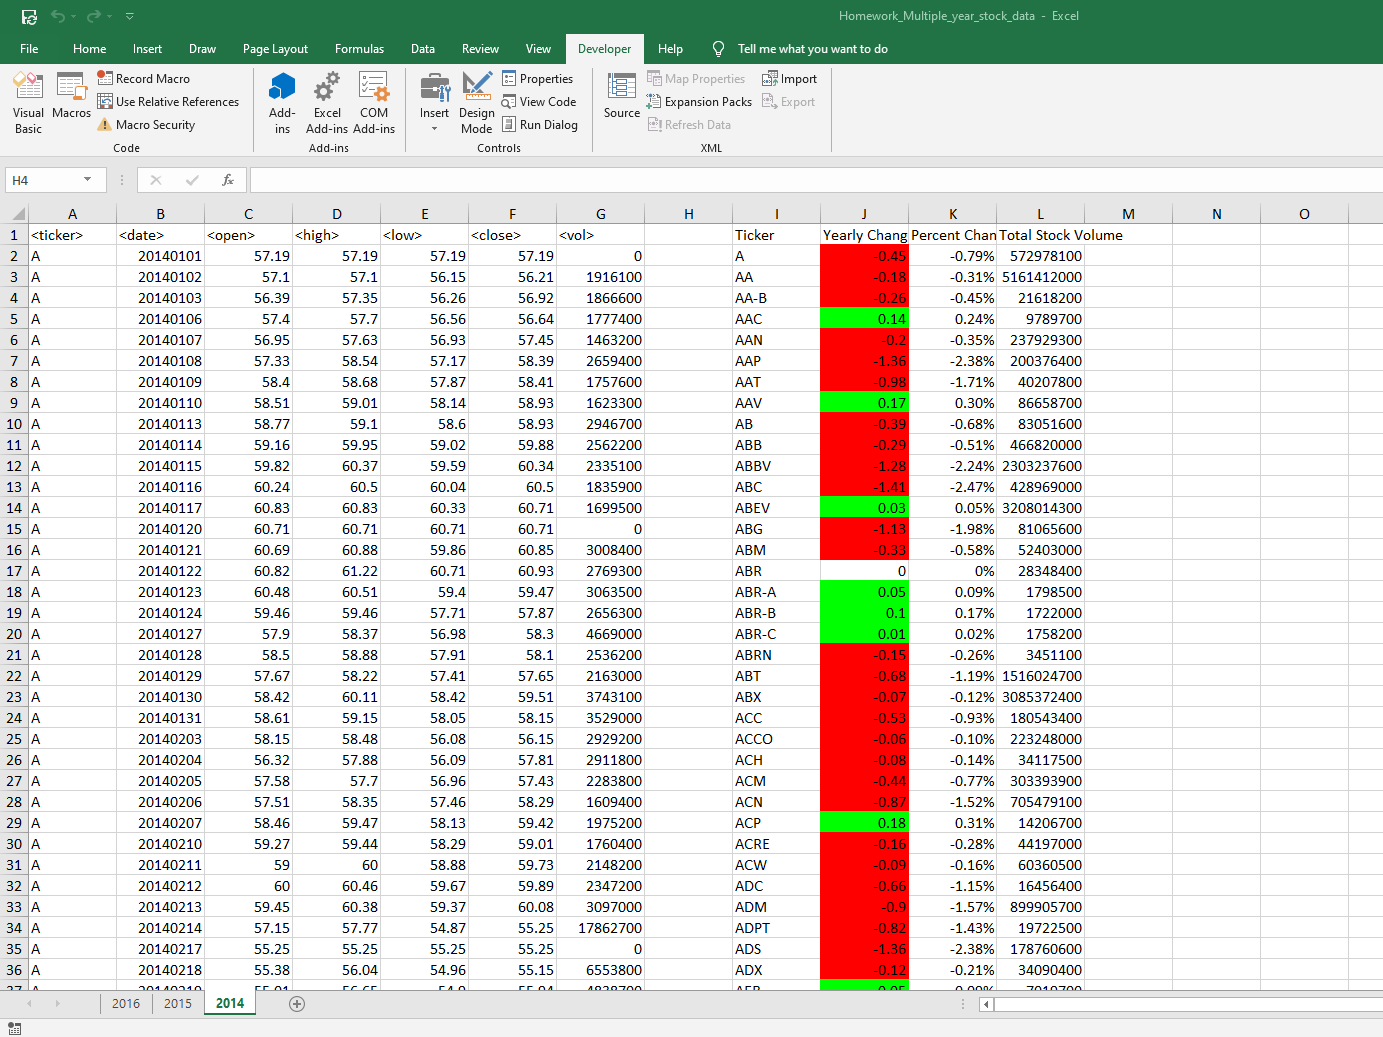 Homework_Multiple_year_stock_data - Excel
File Home Insert Draw Page Layout Formulas Data Review View Developer Help Tell me what you want to do
Visual Basic
Macros
Record Macro
Use Relative References
Macro Security
Code
Add-ins
Excel Add-ins
COM Add-ins
Add-ins
Insert
Design Mode
Properties
View Code
Run Dialog
Controls
Source
Map Properties
Expansion Packs
Refresh Data
Import
Export
XML
H4 fx
A B C D E F G H I J K L M N O
1 <ticker> <date> <open> <high> <low> <close> <vol> Ticker Yearly Chang Percent Chan Total Stock Volume
2 A 20140101 57.19 57.19 57.19 57.19 0 A -0.45 -0.79% 572978100
3 A 20140102 57.1 57.1 56.15 56.21 1916100 AA -0.18 -0.31% 5161412000
4 A 20140103 56.39 57.35 56.26 56.92 1866600 AA-B -0.26 -0.45% 21618200
5 A 20140106 57.4 57.7 56.56 56.64 1777400 AAC 0.14 0.24% 9789700
6 A 20140107 56.95 57.63 56.93 57.45 1463200 AAN -0.2 -0.35% 237929300
7 A 20140108 57.33 58.54 57.17 58.39 2659400 AAP -1.36 -2.38% 200376400
8 A 20140109 58.4 58.68 57.87 58.41 1757600 AAT -0.98 -1.71% 40207800
9 A 20140110 58.51 59.01 58.14 58.93 1623300 AAV 0.17 0.30% 86658700
10 A 20140113 58.77 59.1 58.6 58.93 2946700 AB -0.39 -0.68% 83051600
11 A 20140114 59.16 59.95 59.02 59.88 2562200 ABB -0.29 -0.51% 466820000
12 A 20140115 59.82 60.37 59.59 60.34 2335100 ABBV -1.28 -2.24% 2303237600
13 A 20140116 60.24 60.5 60.04 60.5 1835900 ABC -1.41 -2.47% 428969000
14 A 20140117 60.83 60.83 60.33 60.71 1699500 ABEV 0.03 0.05% 3208014300
15 A 20140120 60.71 60.71 60.71 60.71 0 ABG -1.13 -1.98% 81065600
16 A 20140121 60.69 60.88 59.86 60.85 3008400 ABM -0.33 -0.58% 52403000
17 A 20140122 60.82 61.22 60.71 60.93 2769300 ABR 0 0% 28348400
18 A 20140123 60.48 60.51 59.4 59.47 3063500 ABR-A 0.05 0.09% 1798500
19 A 20140124 59.46 59.46 57.71 57.87 2656300 ABR-B 0.1 0.17% 1722000
20 A 20140127 57.9 58.37 56.98 58.3 4669000 ABR-C 0.01 0.02% 1758200
21 A 20140128 58.5 58.88 57.91 58.1 2536200 ABRN -0.15 -0.26% 3451100
22 A 20140129 57.67 58.22 57.41 57.65 2163000 ABT -0.68 -1.19% 1516024700
23 A 20140130 58.42 60.11 58.42 59.51 3743100 ABX -0.07 -0.12% 3085372400
24 A 20140131 58.61 59.15 58.05 58.15 3529000 ACC -0.53 -0.93% 180543400
25 A 20140203 58.15 58.48 56.08 56.15 2929200 ACCO -0.06 -0.10% 223248000
26 A 20140204 56.32 57.88 56.09 57.81 2911800 ACH -0.08 -0.14% 34117500
27 A 20140205 57.58 57.7 56.96 57.43 2283800 ACM -0.44 -0.77% 303393900
28 A 20140206 57.51 58.35 57.46 58.29 1609400 ACN -0.87 -1.52% 705479100
29 A 20140207 58.46 59.47 58.13 59.42 1975200 ACP 0.18 0.31% 14206700
30 A 20140210 59.27 59.44 58.29 59.01 1760400 ACRE -0.16 -0.28% 44197000
31 A 20140211 59 60 58.88 59.73 2148200 ACW -0.09 -0.16% 60360500
32 A 20140212 60 60.46 59.67 59.89 2347200 ADC -0.66 -1.15% 16456400
33 A 20140213 59.45 60.38 59.37 60.08 3097000 ADM -0.9 -1.57% 899905700
34 A 20140214 57.15 57.77 54.87 55.25 17862700 ADPT -0.82 -1.43% 19722500
35 A 20140217 55.25 55.25 55.25 55.25 0 ADS -1.36 -2.38% 178760600
36 A 20140218 55.38 56.04 54.96 55.15 6553800 ADX -0.12 -0.21% 34090400
2016 2015 2014